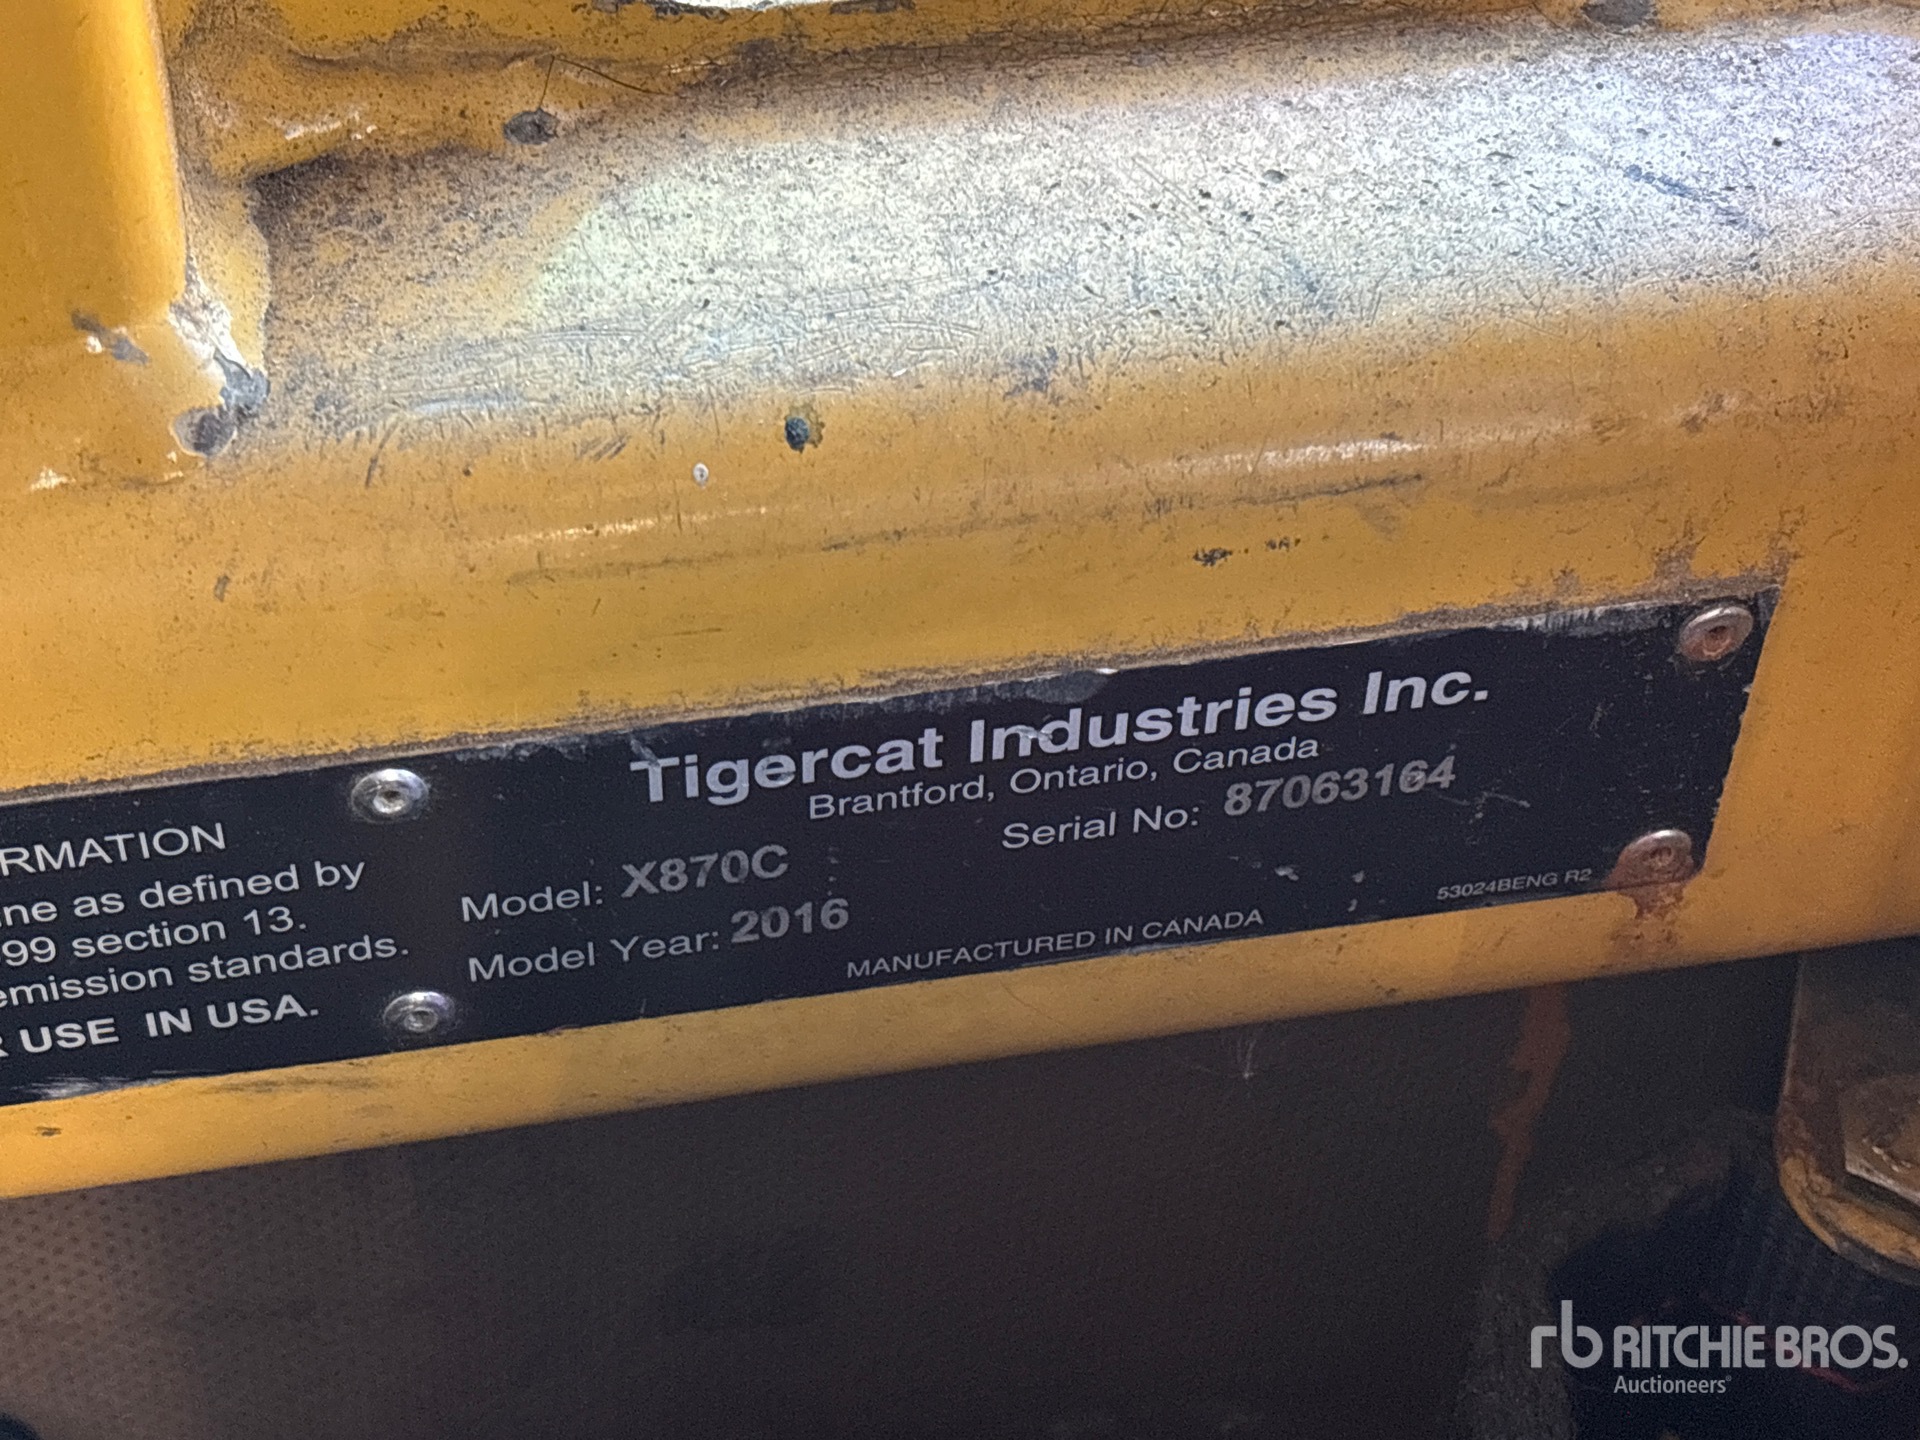 RMATION
ne as defined by
99 section 13.
emission standards.
USE IN USA.
Tigercat Industries Inc.
Brantford, Ontario, Canada
Serial No: 87063164
Model: X870C
Model Year: 2016
MANUFACTURED IN CANADA
53024BENG R2
rb RITCHIE BROS.
Auctioneers